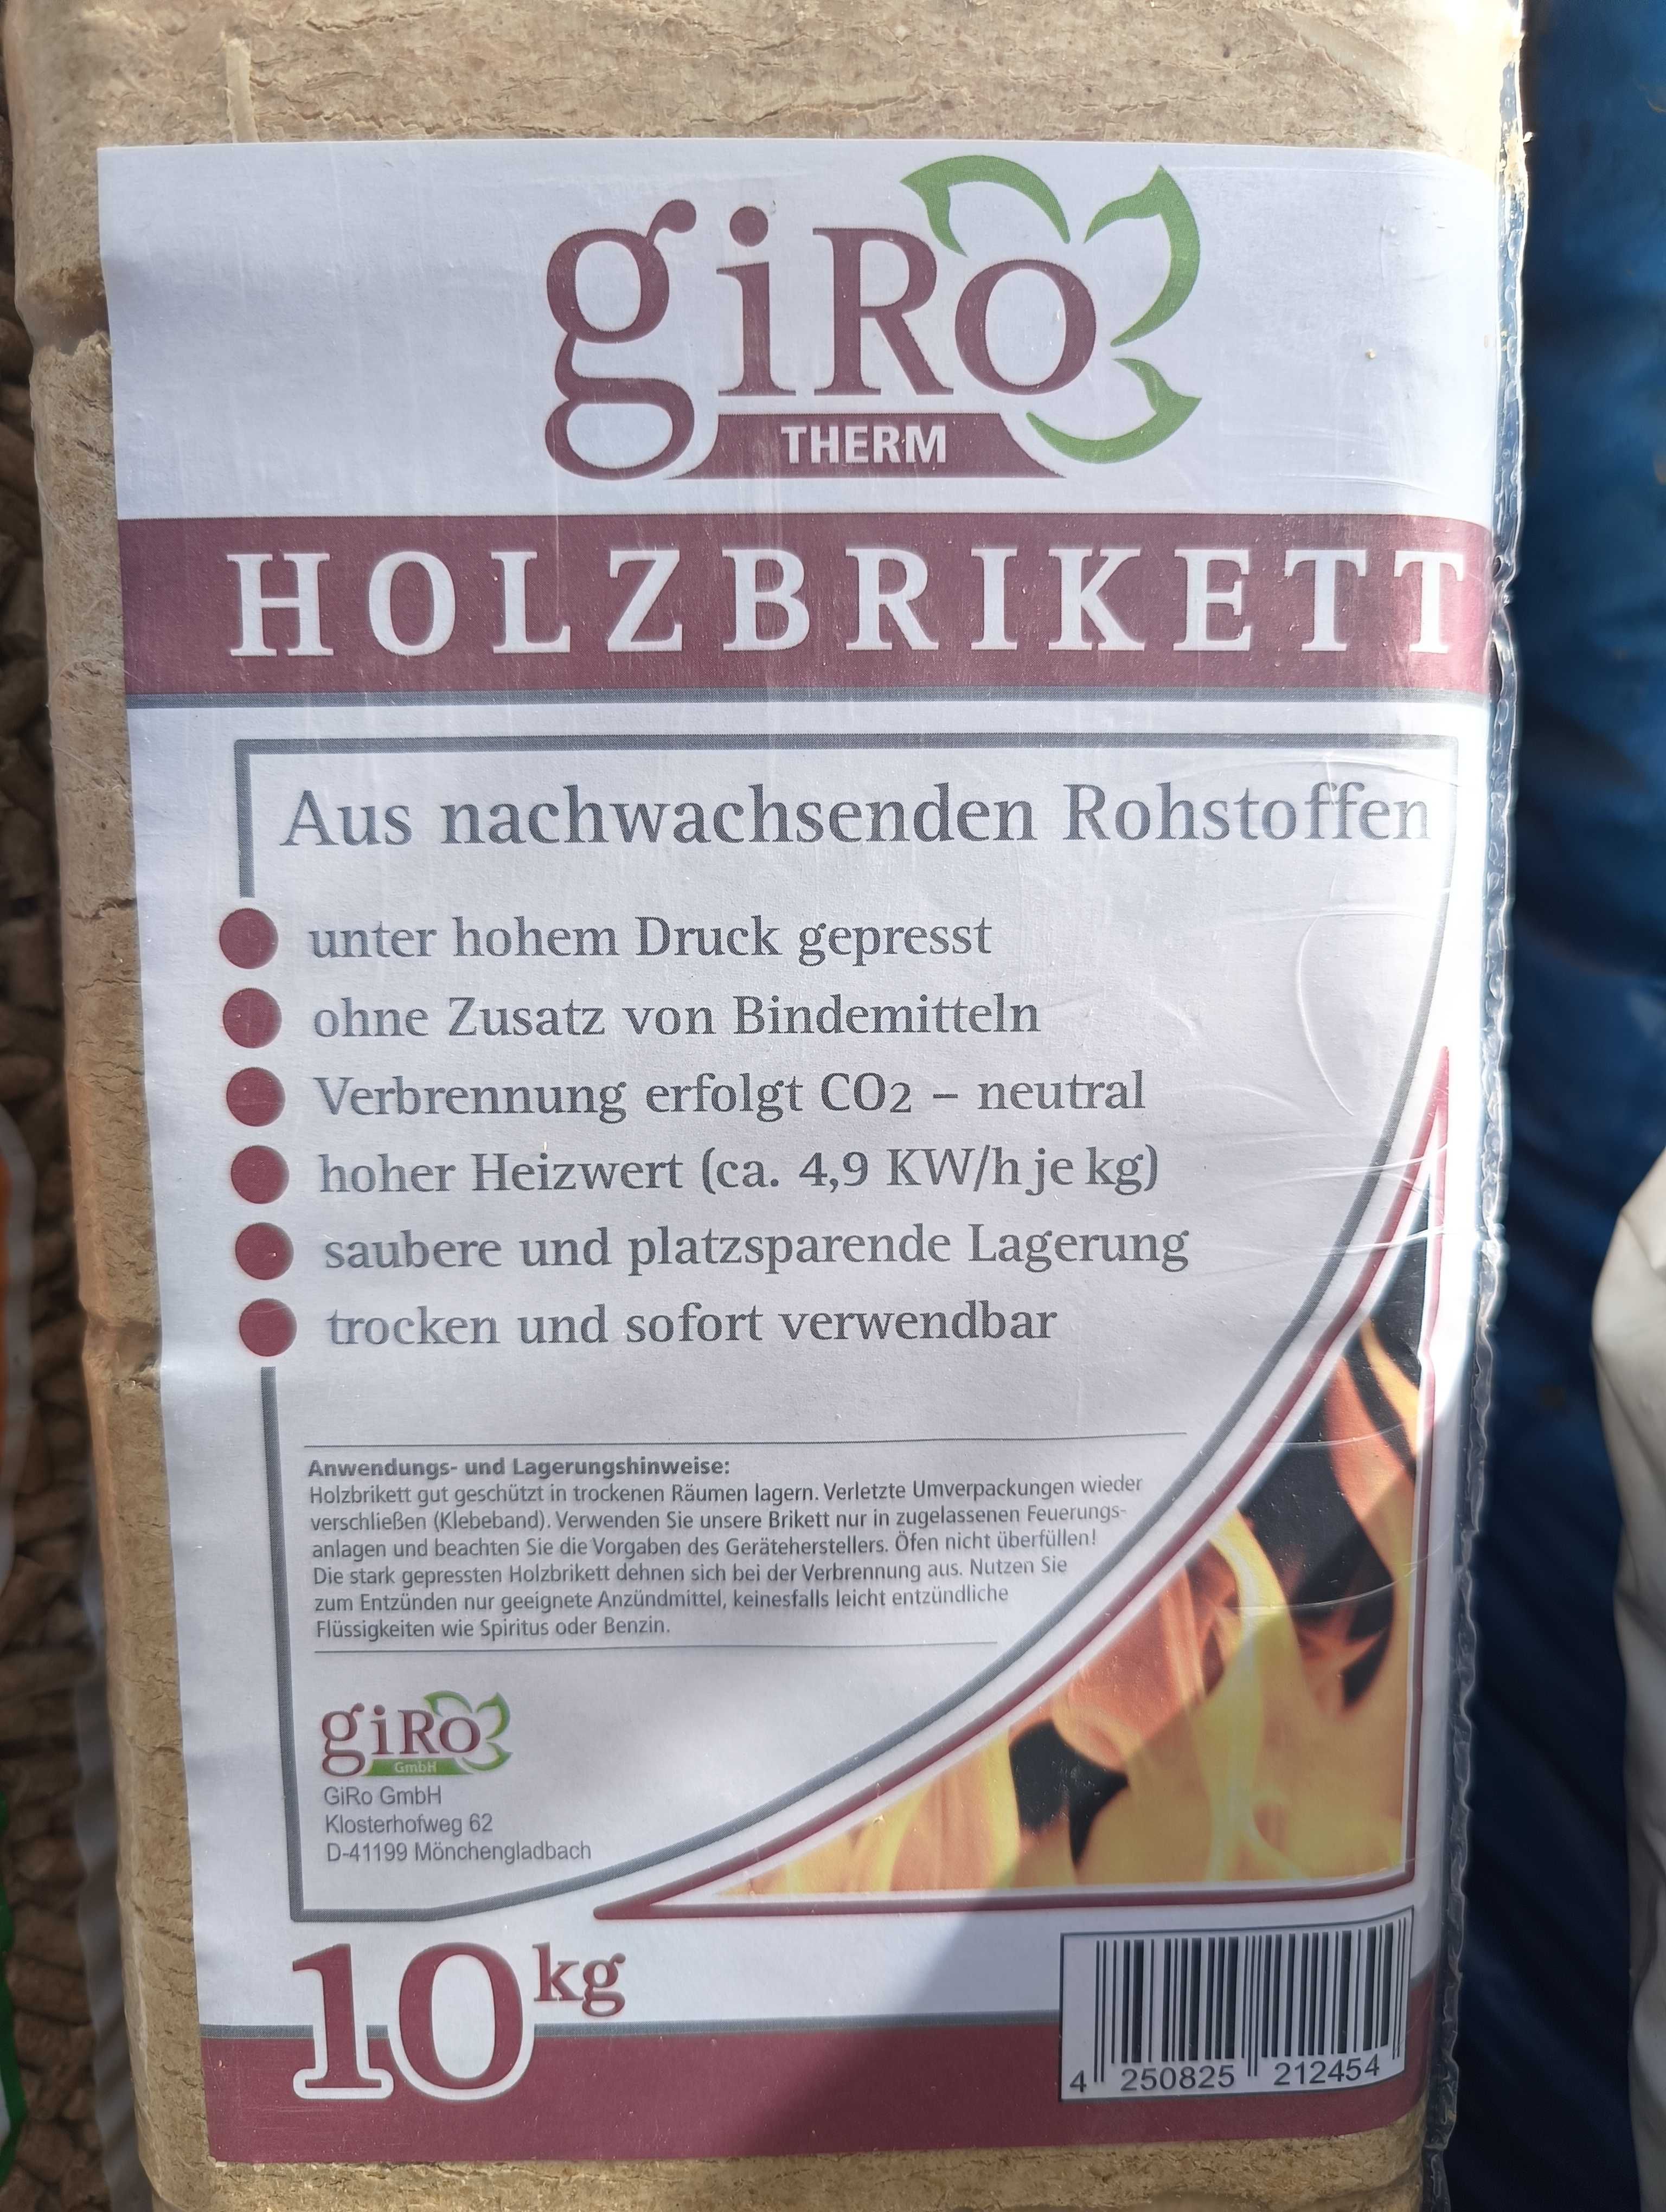 giRo
THERM
HOLZBRIKETT
Aus nachwachsenden Rohstoffen
unter hohem Druck gepresst
ohne Zusatz von Bindemitteln
Verbrennung erfolgt CO2 – neutral
hoher Heizwert (ca. 4,9 KW/h je kg)
saubere und platzsparende Lagerung
trocken und sofort verwendbar
Anwendungs- und Lagerungshinweise:
Holzbrikett gut geschützt in trockenen Räumen lagern. Verletzte Umverpackungen wieder
verschließen (Klebeband). Verwenden Sie unsere Brikett nur in zugelassenen Feuerungs-
anlagen und beachten Sie die Vorgaben des Geräteherstellers. Öfen nicht überfüllen!
Die stark gepressten Holzbrikett dehnen sich bei der Verbrennung aus. Nutzen Sie
zum Entzünden nur geeignete Anzündmittel, keinesfalls leicht entzündliche
Flüssigkeiten wie Spiritus oder Benzin.
giRo
GmbH
GiRo GmbH
Klosterhofweg 62
D-41199 Mönchengladbach
10 kg
4 250825 212454